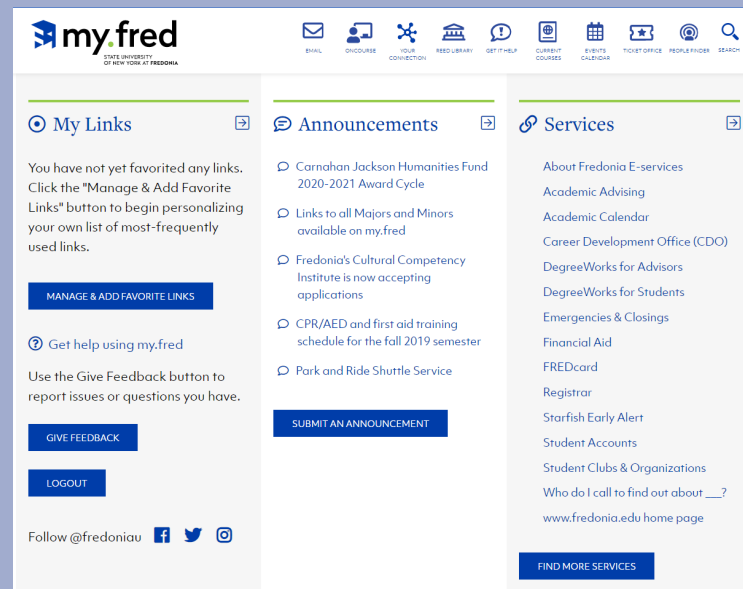 my.fred
STATE UNIVERSITY
OF NEW YORK AT FREDONIA
EMAIL
ONCOURSE
YOUR
CONNECTION
REED LIBRARY
GET IT HELP
CURRENT
COURSES
EVENTS
CALENDAR
TICKET OFFICE
PEOPLE FINDER
SEARCH
My Links
You have not yet favorited any links.
Click the "Manage & Add Favorite
Links" button to begin personalizing
your own list of most-frequently
used links.
MANAGE & ADD FAVORITE LINKS
Get help using my.fred
Use the Give Feedback button to
report issues or questions you have.
GIVE FEEDBACK
LOGOUT
Follow @fredoniau
Announcements
Carnahan Jackson Humanities Fund
2020-2021 Award Cycle
Links to all Majors and Minors
available on my.fred
Fredonia's Cultural Competency
Institute is now accepting
applications
CPR/AED and first aid training
schedule for the fall 2019 semester
Park and Ride Shuttle Service
SUBMIT AN ANNOUNCEMENT
Services
About Fredonia E-services
Academic Advising
Academic Calendar
Career Development Office (CDO)
DegreeWorks for Advisors
DegreeWorks for Students
Emergencies & Closings
Financial Aid
FREDcard
Registrar
Starfish Early Alert
Student Accounts
Student Clubs & Organizations
Who do I call to find out about ___?
www.fredonia.edu home page
FIND MORE SERVICES